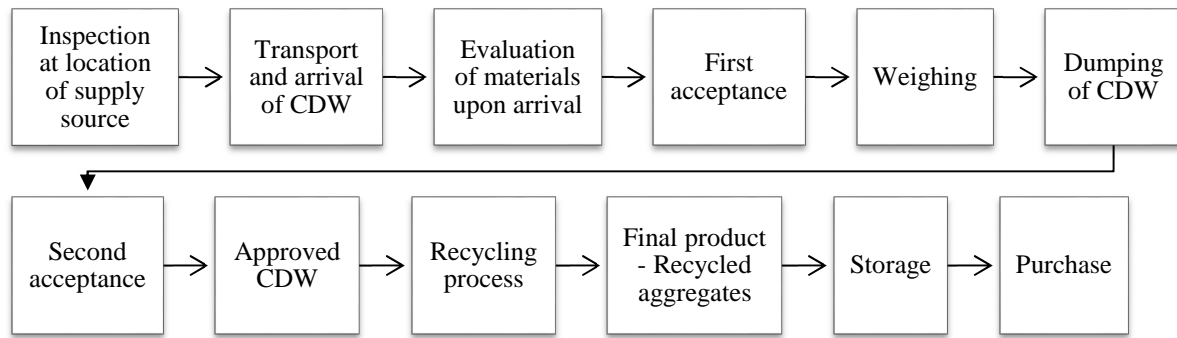 Inspection
at location
of supply
source
Transport
and arrival
of CDW
Evaluation
of materials
upon arrival
First
acceptance
Weighing
Dumping
of CDW
Second
acceptance
Approved
CDW
Recycling
process
Final product
- Recycled
aggregates
Storage
Purchase